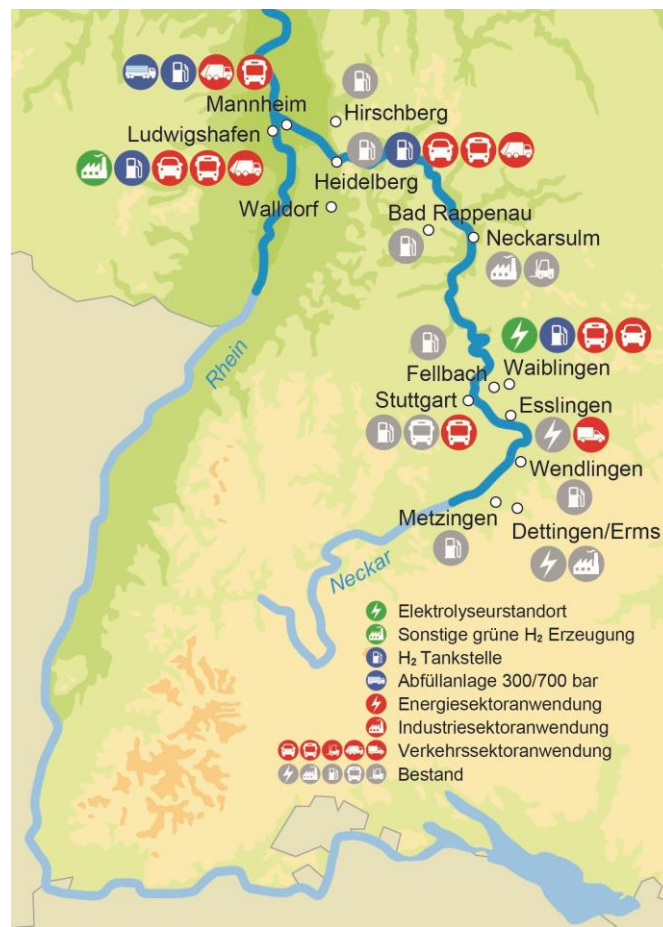 Mannheim
Hirschberg
Ludwigshafen
Heidelberg
Walldorf
Bad Rappenau
Neckarsulm
Rhein
Fellbach
Waiblingen
Stuttgart
Esslingen
Wendlingen
Metzingen
Dettingen/Erms
Neckar
Elektrolyseurstandort
Sonstige grüne H₂ Erzeugung
H₂ Tankstelle
Abfüllanlage 300/700 bar
Energiesektoranwendung
Industriesektoranwendung
Verkehrssektoranwendung
Bestand